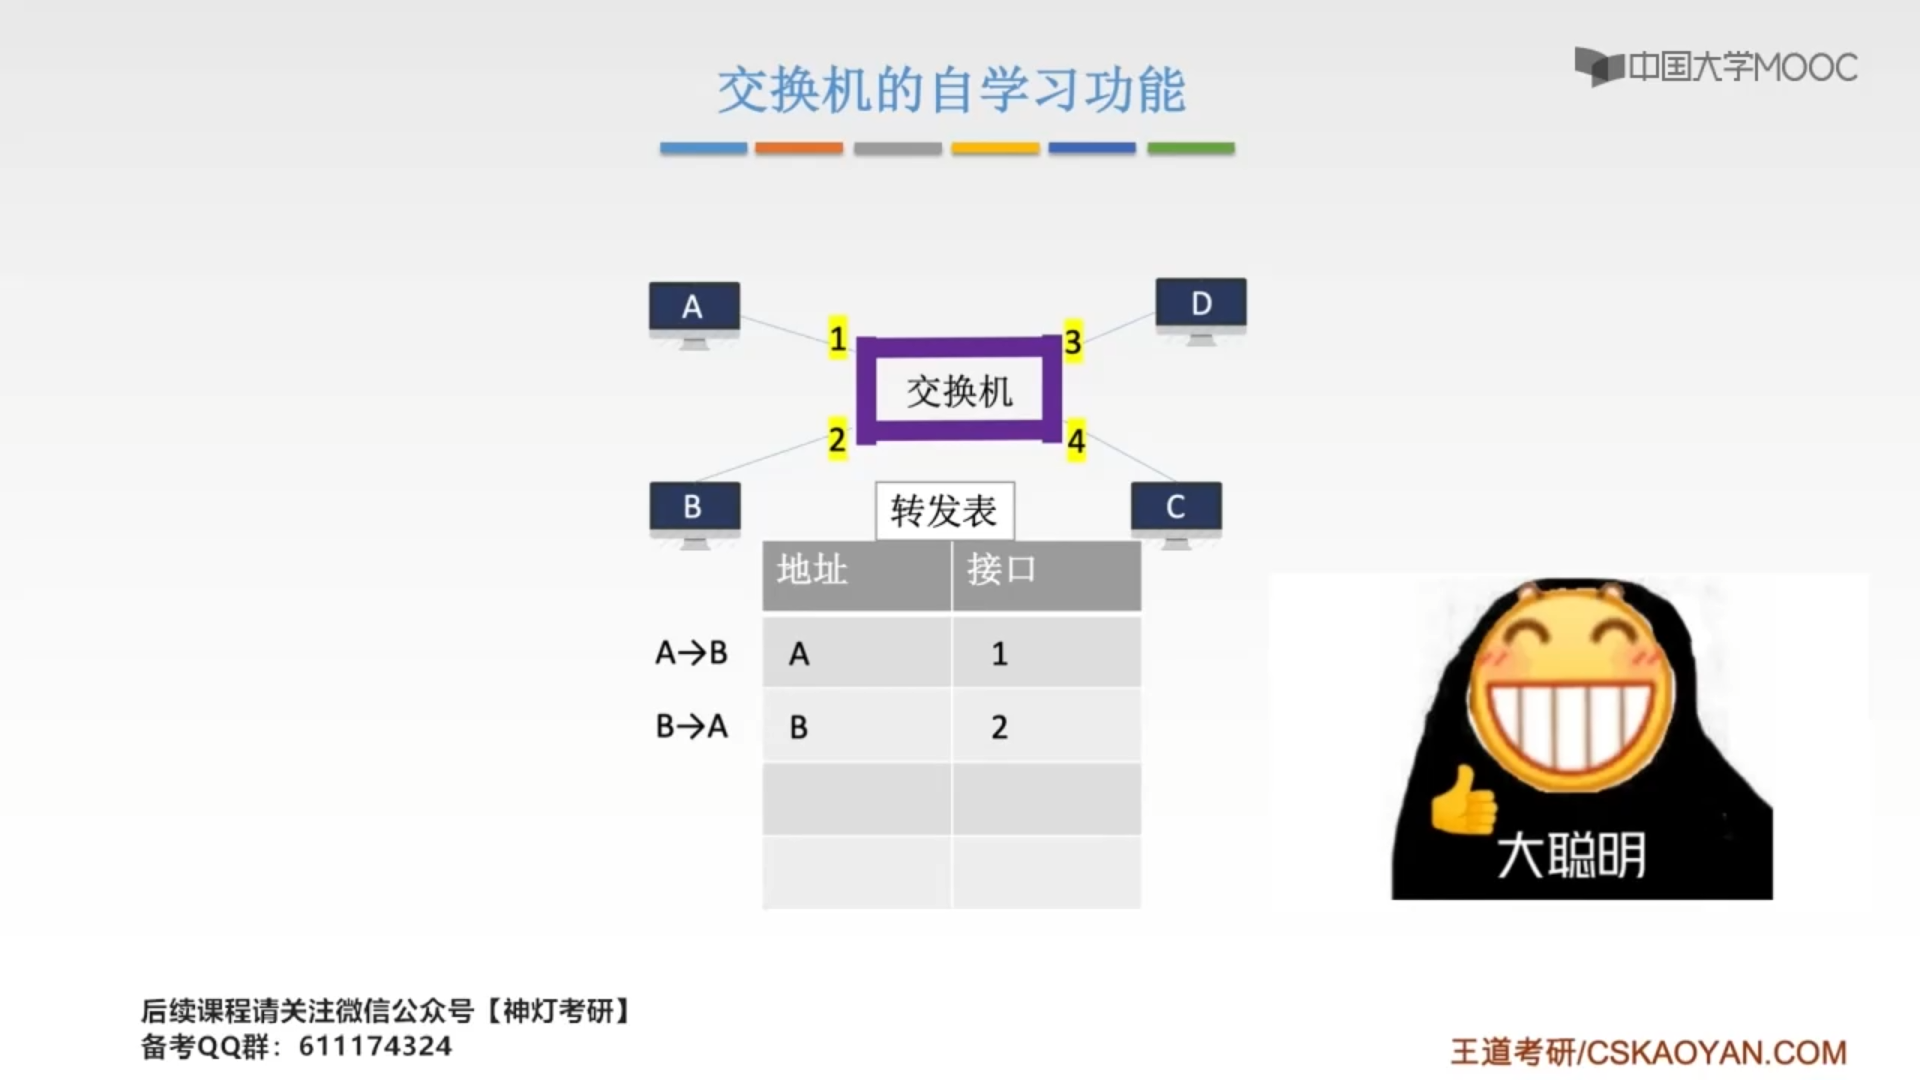 交换机的自学习功能
中国大学MOOC
A
D
1
3
交换机
2
4
B
C
转发表
地址 接口
A→B A 1
B→A B 2
大聪明
后续课程请关注微信公众号【神灯考研】
备考QQ群：611174324
王道考研/CSKAOYAN.COM